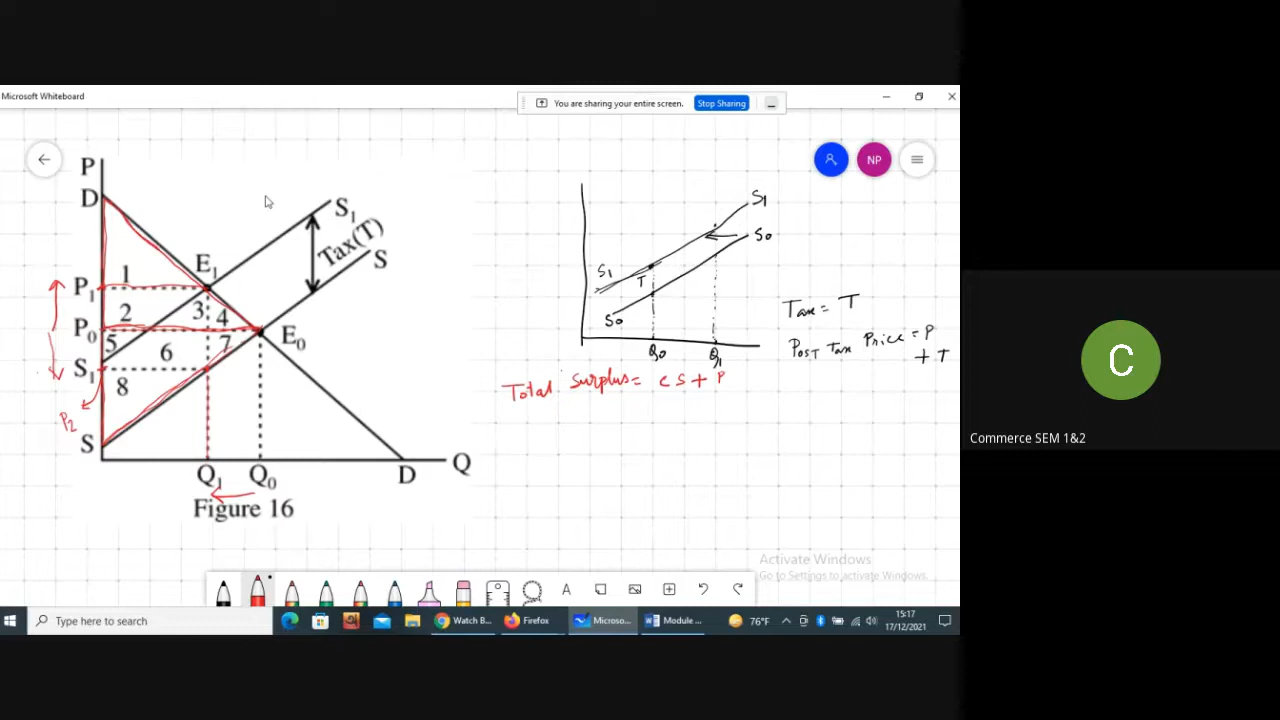 Microsoft Whiteboard
You are sharing your entire screen.
Stop Sharing
NP
P
D
S1
Tax(T)
S
E1
1
P1
2
3
4
P0
E0
5
6
7
S1
8
P2
S
Q1
Q0
D
Q
Figure 16
S1
S0
S1
T
S0
Q0
Q1
Tax = T
Post Tax Price = P
+ T
Total Surplus = CS + P
C
Commerce SEM 1&2
Activate Windows
Go to Settings to activate Windows.
A
Type here to search
Watch B...
Firefox
Microso...
Module ...
76°F
15:17
17/12/2021